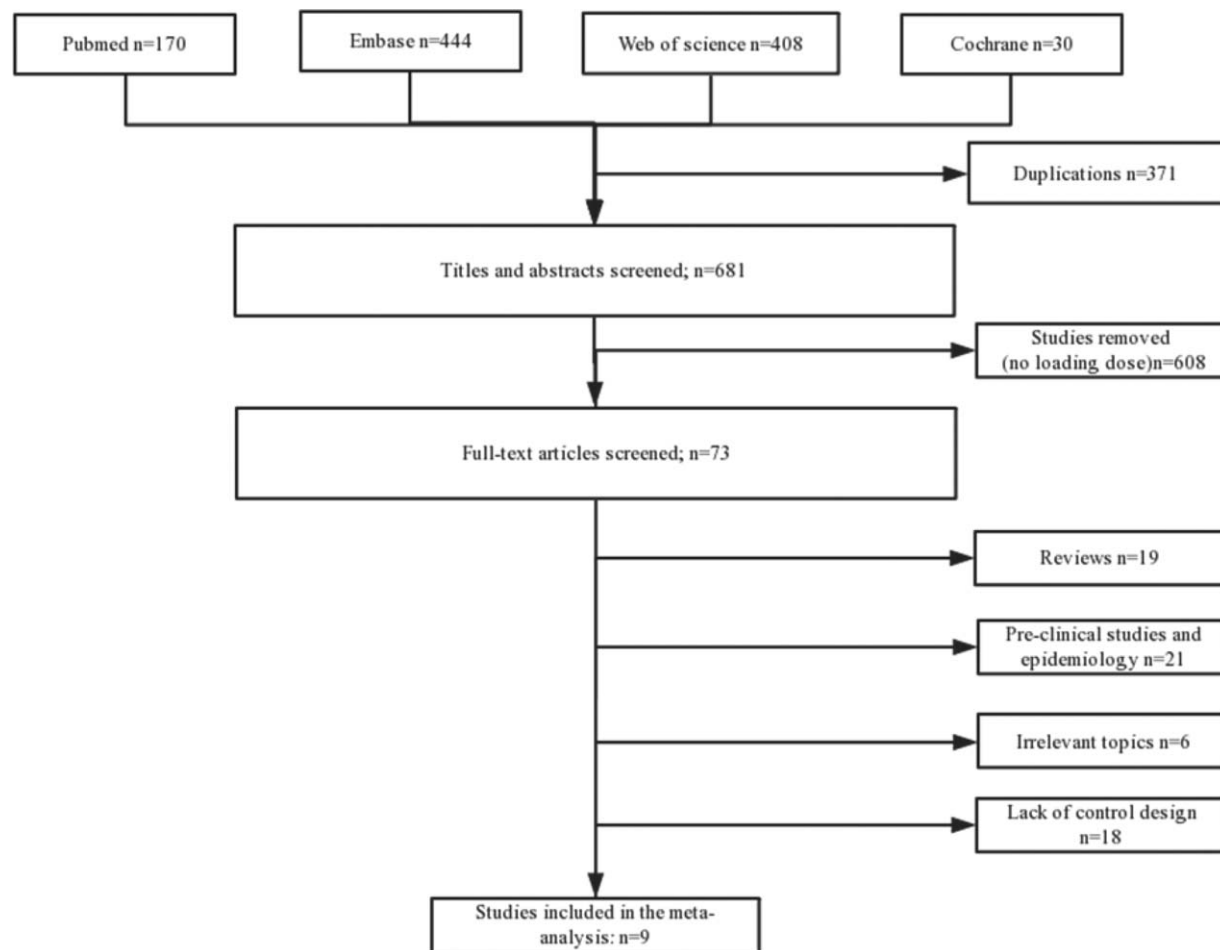 Pubmed n=170
Embase n=444
Web of science n=408
Cochrane n=30
Duplications n=371
Titles and abstracts screened; n=681
Studies removed
(no loading dose)n=608
Full-text articles screened; n=73
Reviews n=19
Pre-clinical studies and
epidemiology n=21
Irrelevant topics n=6
Lack of control design
n=18
Studies included in the meta-
analysis: n=9